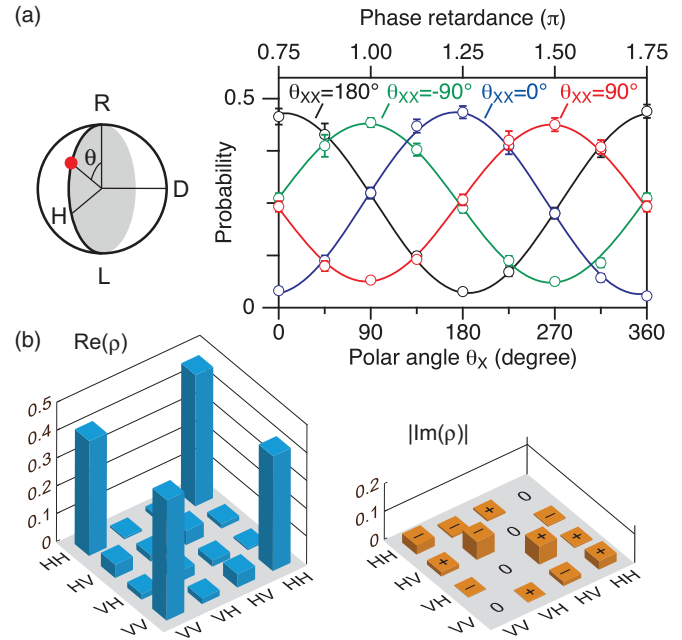 (a)
Phase retardance (π)
0.75 1.00 1.25 1.50 1.75
R
θ
D
H
L
0.5
0
Probability
θXX=180° θXX=-90° θXX=0° θXX=90°
0 90 180 270 360
Polar angle θX (degree)
(b)
Re(ρ)
0.5
0.4
0.3
0.2
0.1
0
HH
HV
VH
VV
VV
VH
HV
HH
|Im(ρ)|
0.2
0.1
0
0
+
−
−
−
0
−
+
−
+
+
+
0
−
+
−
0
+
HH
HV
VH
VV
VV
VH
HV
HH